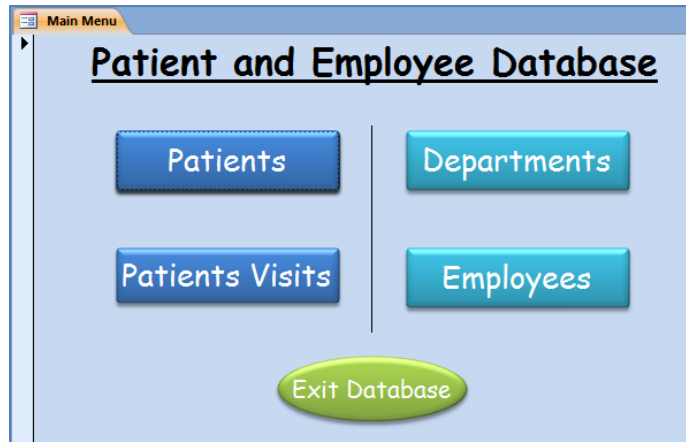 Main Menu
Patient and Employee Database
Patients
Departments
Patients Visits
Employees
Exit Database